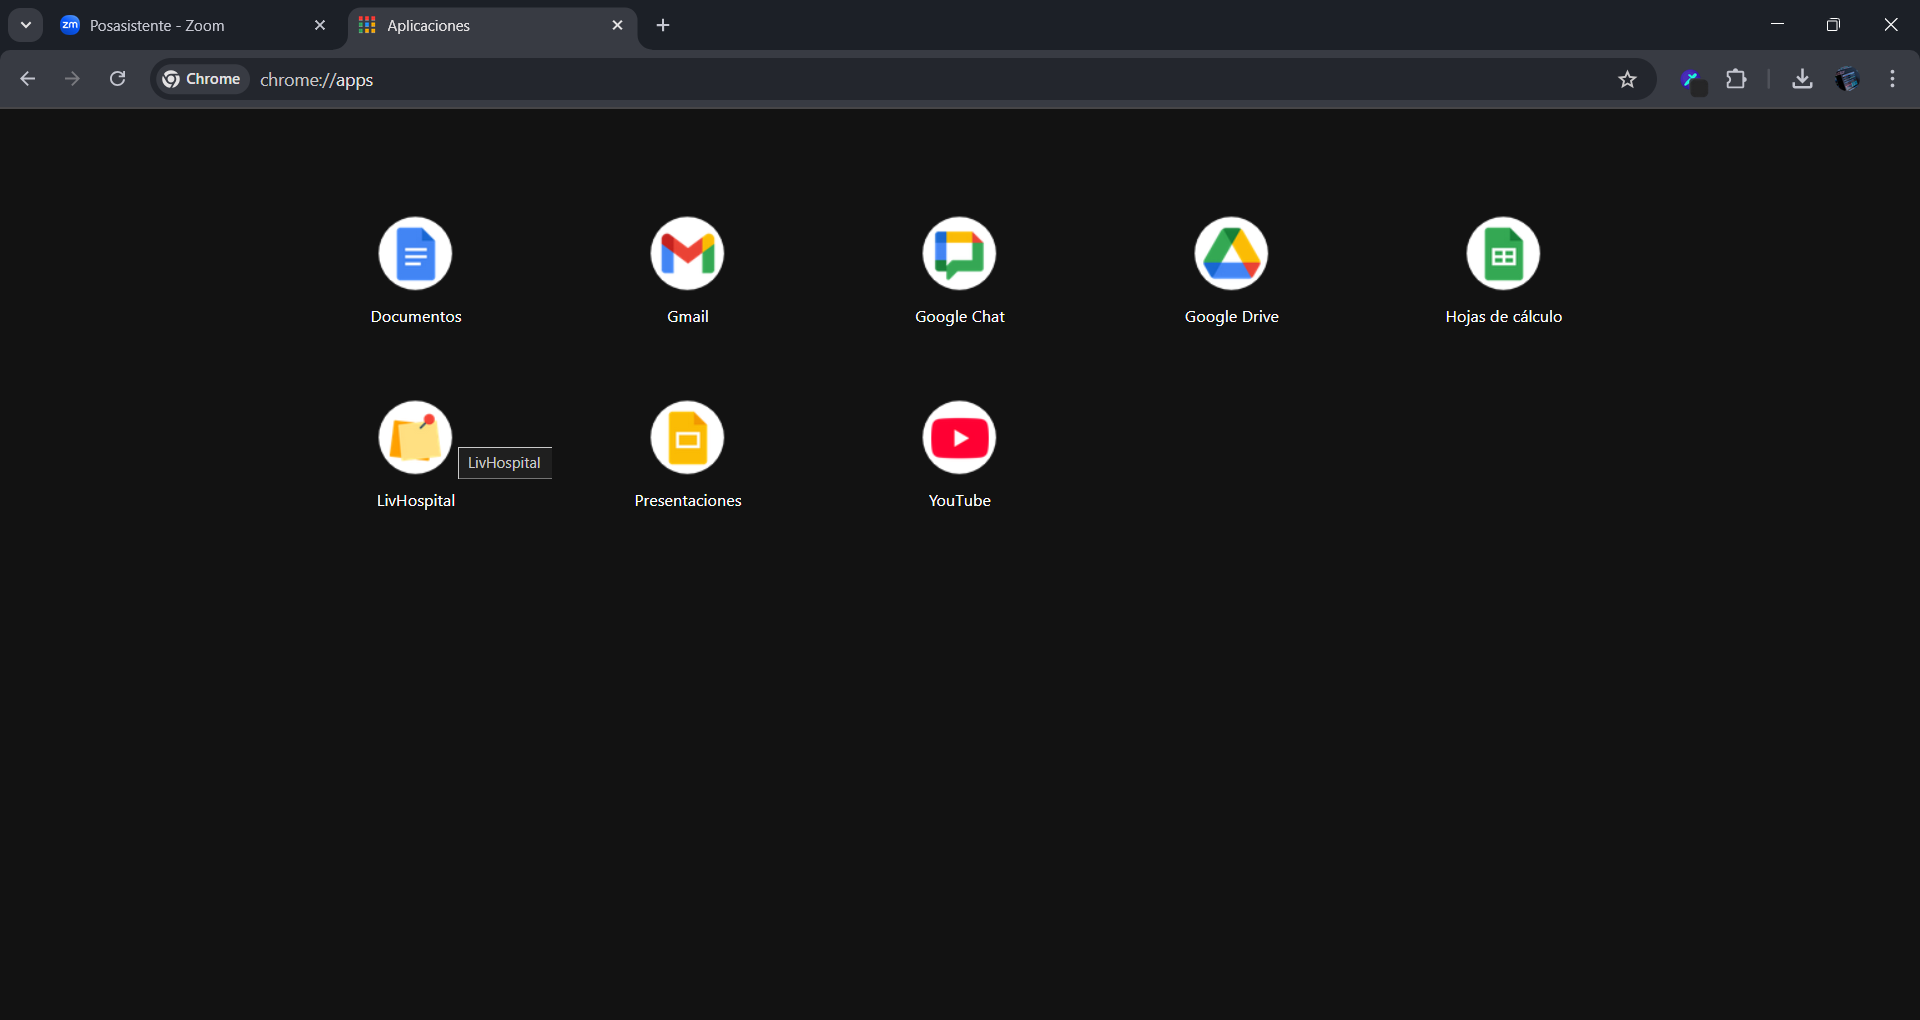 zm Posasistente - Zoom
Aplicaciones
Chrome chrome://apps
Documentos
Gmail
Google Chat
Google Drive
Hojas de cálculo
LivHospital
LivHospital
Presentaciones
YouTube